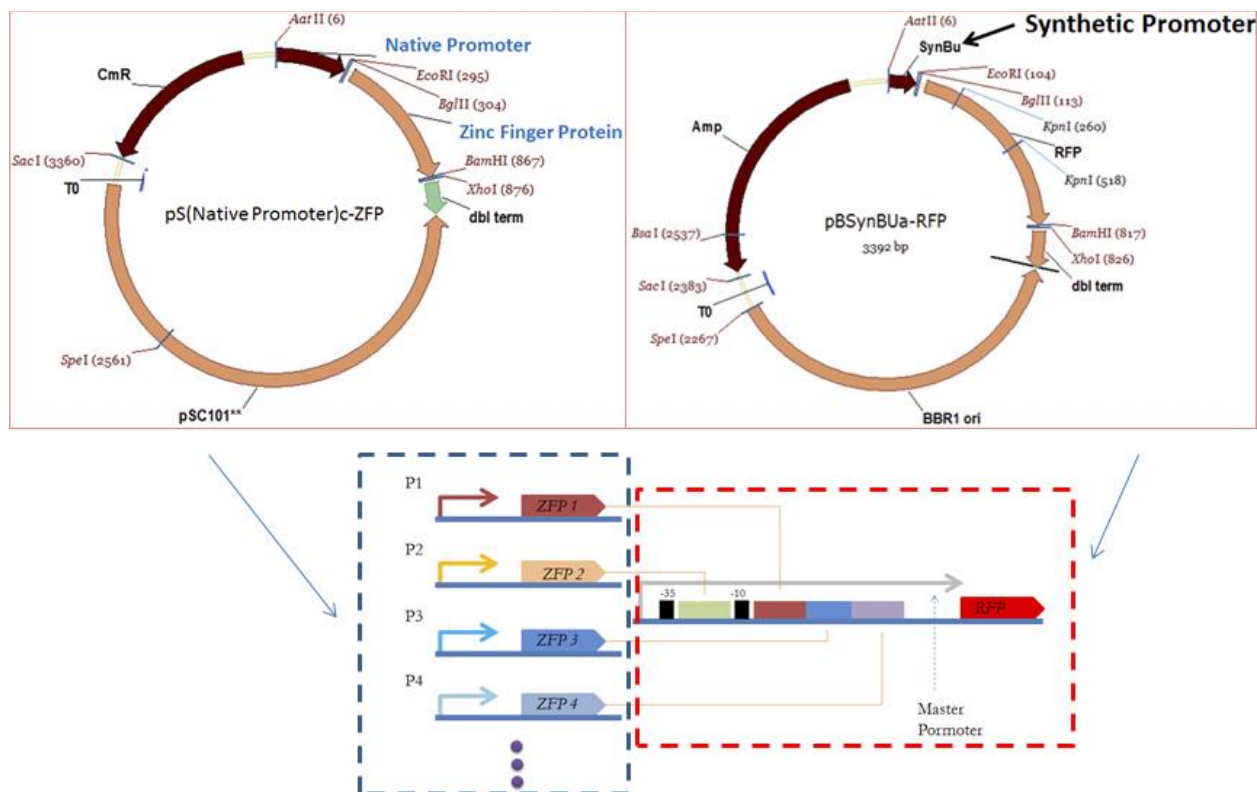 AatII (6)
Native Promoter
CmR
EcoRI (295)
BglII (304)
Zinc Finger Protein
SacI (3360)
BamHI (867)
T0
XhoI (876)
pS(Native Promoter)c-ZFP
dbl term
SpeI (2561)
pSC101**
Synthetic Promoter
AatII (6)
SynBu
EcoRI (104)
BglII (113)
Amp
KpnI (260)
RFP
KpnI (518)
pBSynBUa-RFP
3392 bp
BsaI (2537)
BamHI (817)
XhoI (826)
SacI (2383)
dbl term
T0
SpeI (2267)
BBR1 ori
P1
ZFP 1
P2
ZFP 2
P3
ZFP 3
P4
ZFP 4
-35
-10
RFP
Master
Pormoter